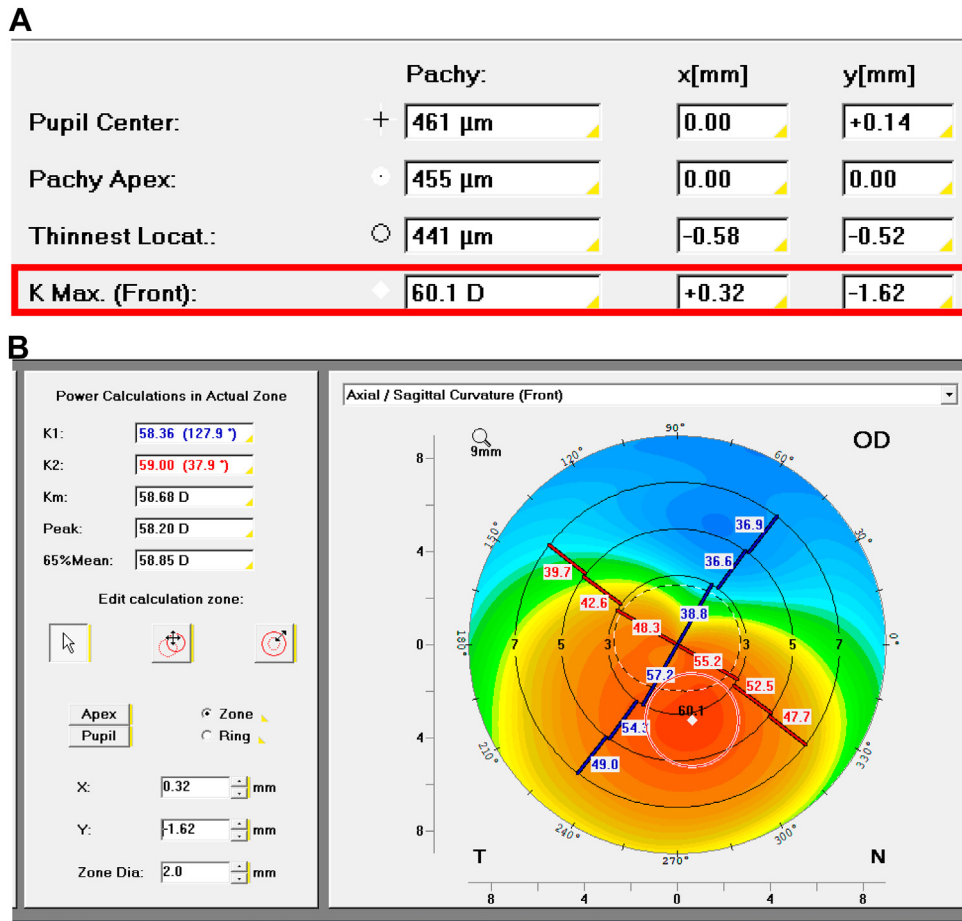 A
Pachy: x[mm] y[mm]
Pupil Center: + 461 µm 0.00 +0.14
Pachy Apex: 455 µm 0.00 0.00
Thinnest Locat.: 441 µm -0.58 -0.52
K Max. (Front): 60.1 D +0.32 -1.62
B
Power Calculations in Actual Zone
K1: 58.36 (127.9 °)
K2: 59.00 (37.9 °)
Km: 58.68 D
Peak: 58.20 D
65%Mean: 58.85 D
Edit calculation zone:
Apex
Pupil
Zone
Ring
X: 0.32 mm
Y: -1.62 mm
Zone Dia: 2.0 mm
Axial / Sagittal Curvature (Front)
9mm
OD
90°
120° 60°
150° 30°
180° 0°
210° 330°
240° 300°
270°
8
4
0
4
8
36.9
36.6
39.7
42.6
38.8
48.3
7 5 3 3 5 7
55.2
57.2
52.5
60.1
47.7
54.3
49.0
T N
8 4 0 4 8